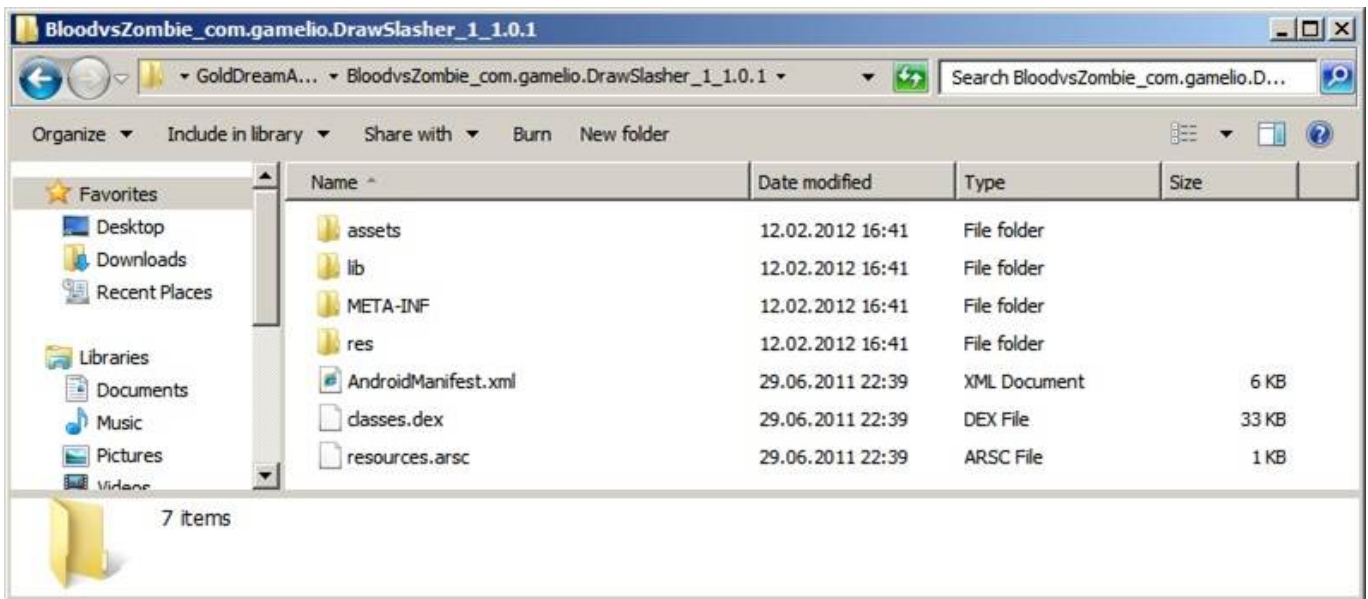 BloodvsZombie_com.gamelio.DrawSlasher_1_1.0.1
GoldDreamA... BloodvsZombie_com.gamelio.DrawSlasher_1_1.0.1 Search BloodvsZombie_com.gamelio.D...
Organize Include in library Share with Burn New folder
Favorites
Desktop
Downloads
Recent Places
Libraries
Documents
Music
Pictures
Videos
Name Date modified Type Size
assets 12.02.2012 16:41 File folder
lib 12.02.2012 16:41 File folder
META-INF 12.02.2012 16:41 File folder
res 12.02.2012 16:41 File folder
AndroidManifest.xml 29.06.2011 22:39 XML Document 6 KB
classes.dex 29.06.2011 22:39 DEX File 33 KB
resources.arsc 29.06.2011 22:39 ARSC File 1 KB
7 items